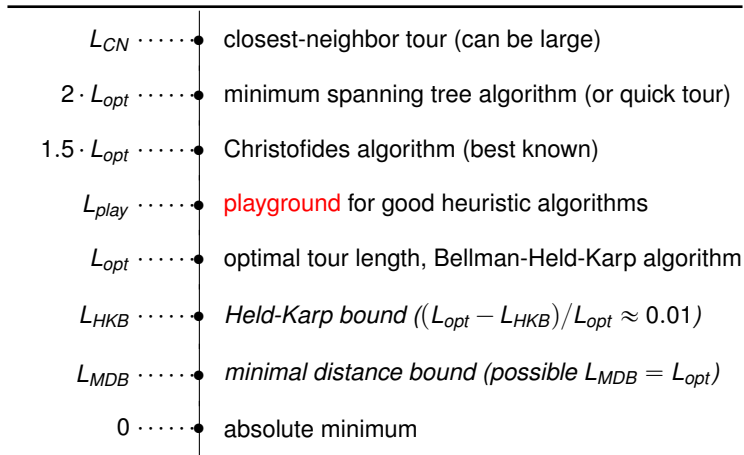 L_CN ······ closest-neighbor tour (can be large)
2 · L_opt ······ minimum spanning tree algorithm (or quick tour)
1.5 · L_opt ······ Christofides algorithm (best known)
L_play ······ playground for good heuristic algorithms
L_opt ······ optimal tour length, Bellman-Held-Karp algorithm
L_HKB ······ Held-Karp bound ((L_opt − L_HKB)/L_opt ≈ 0.01)
L_MDB ······ minimal distance bound (possible L_MDB = L_opt)
0 ······ absolute minimum